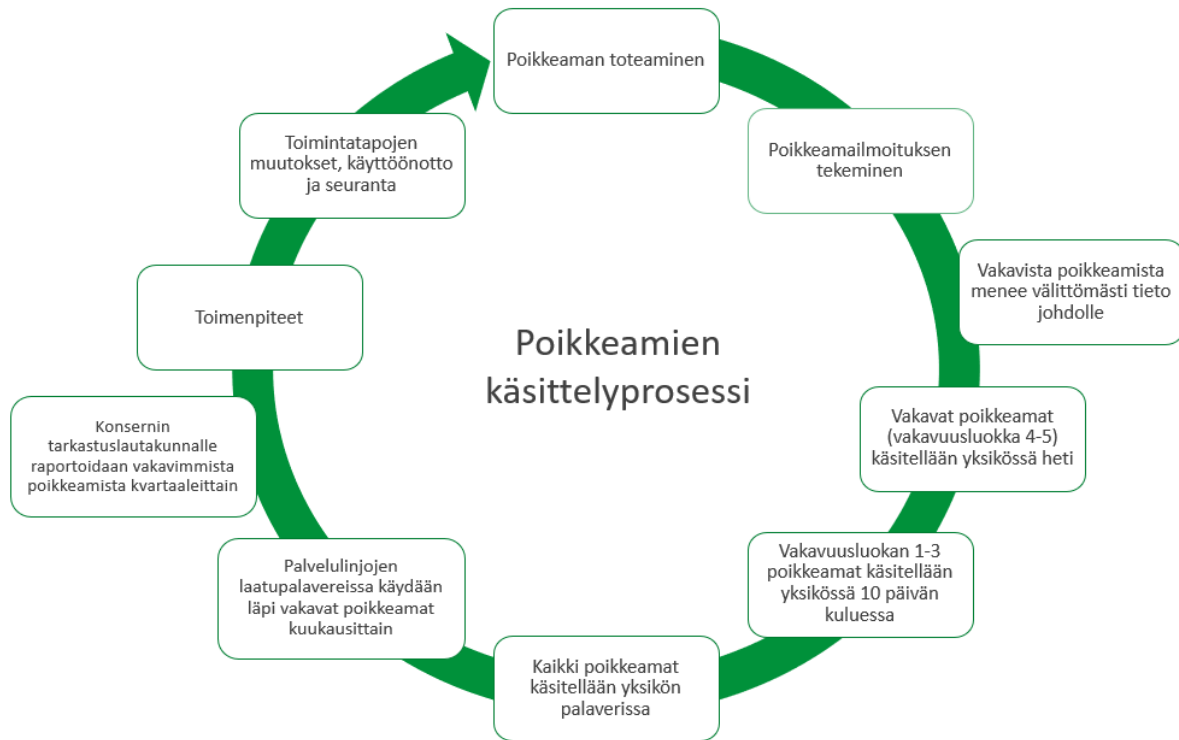 Poikkeaman toteaminen
Poikkeamailmoituksen
tekeminen
Vakavista poikkeamista
menee välittömästi tieto
johdolle
Vakavat poikkeamat
(vakavuusluokka 4-5)
käsitellään yksikössä heti
Vakavuusluokan 1-3
poikkeamat käsitellään
yksikössä 10 päivän
kuluessa
Kaikki poikkeamat
käsitellään yksikön
palaverissa
Palvelulinjojen
laatupalavereissa käydään
läpi vakavat poikkeamat
kuukausittain
Konsernin
tarkastuslautakunnalle
raportoidaan vakavimmista
poikkeamista kvartaaleittain
Toimenpiteet
Toimintatapojen
muutokset, käyttöönotto
ja seuranta
Poikkeamien
käsittelyprosessi